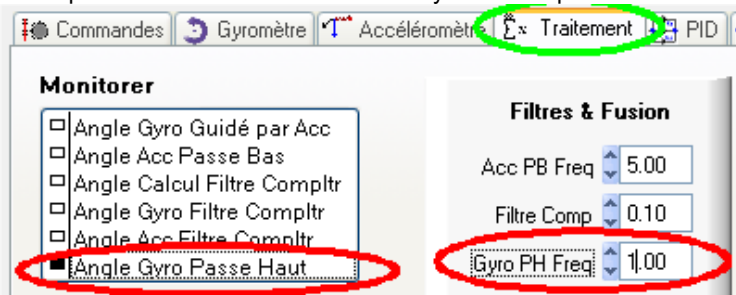 Commandes Gyromètre Accéléromètre Σx Traitement PID
Monitorer
Angle Gyro Guidé par Acc
Angle Acc Passe Bas
Angle Calcul Filtre Compltr
Angle Gyro Filtre Compltr
Angle Acc Filtre Compltr
Angle Gyro Passe Haut
Filtres & Fusion
Acc PB Freq 5.00
Filtre Comp 0.10
Gyro PH Freq 1.00